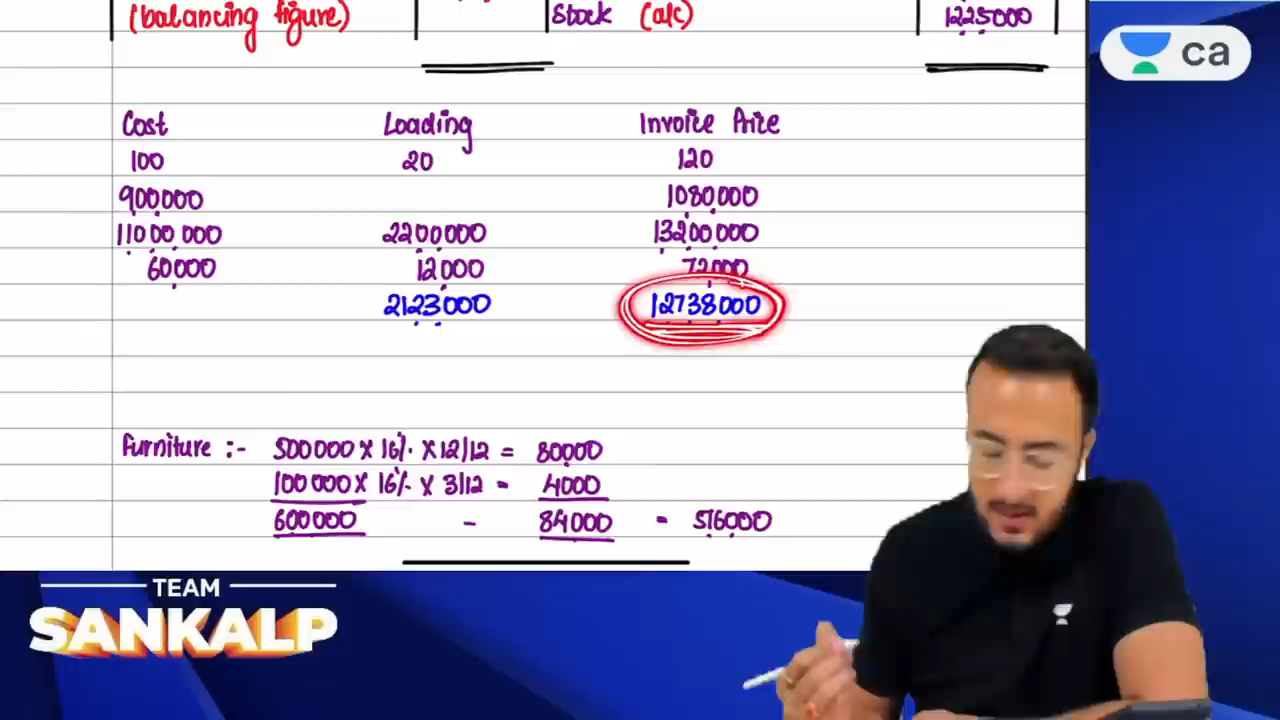 (balancing figure)
Stock (alc)
1225000
ca
Cost Loading Invoice Price
100 20 120
900000 1080000
11000000 2200000 13200000
60000 12000 72000
2123000 12738000
Furniture :- 500000 X 16% X 12/12 = 80000
100000 X 16% X 3/12 = 4000
600000 - 84000 = 516000
TEAM
SANKALP